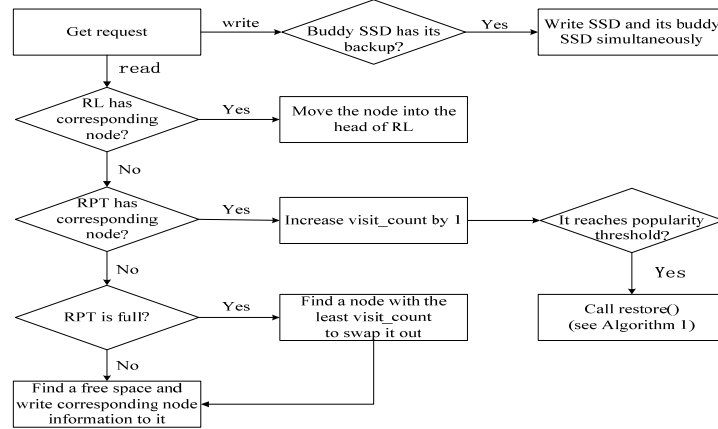 Get request
write
Buddy SSD has its
backup?
Yes
Write SSD and its buddy
SSD simultaneously
read
RL has
corresponding
node?
Yes
Move the node into the
head of RL
No
RPT has
corresponding
node?
Yes
Increase visit_count by 1
It reaches popularity
threshold?
No
Yes
RPT is full?
Yes
Find a node with the
least visit_count
to swap it out
Call restore()
(see Algorithm 1)
No
Find a free space and
write corresponding node
information to it